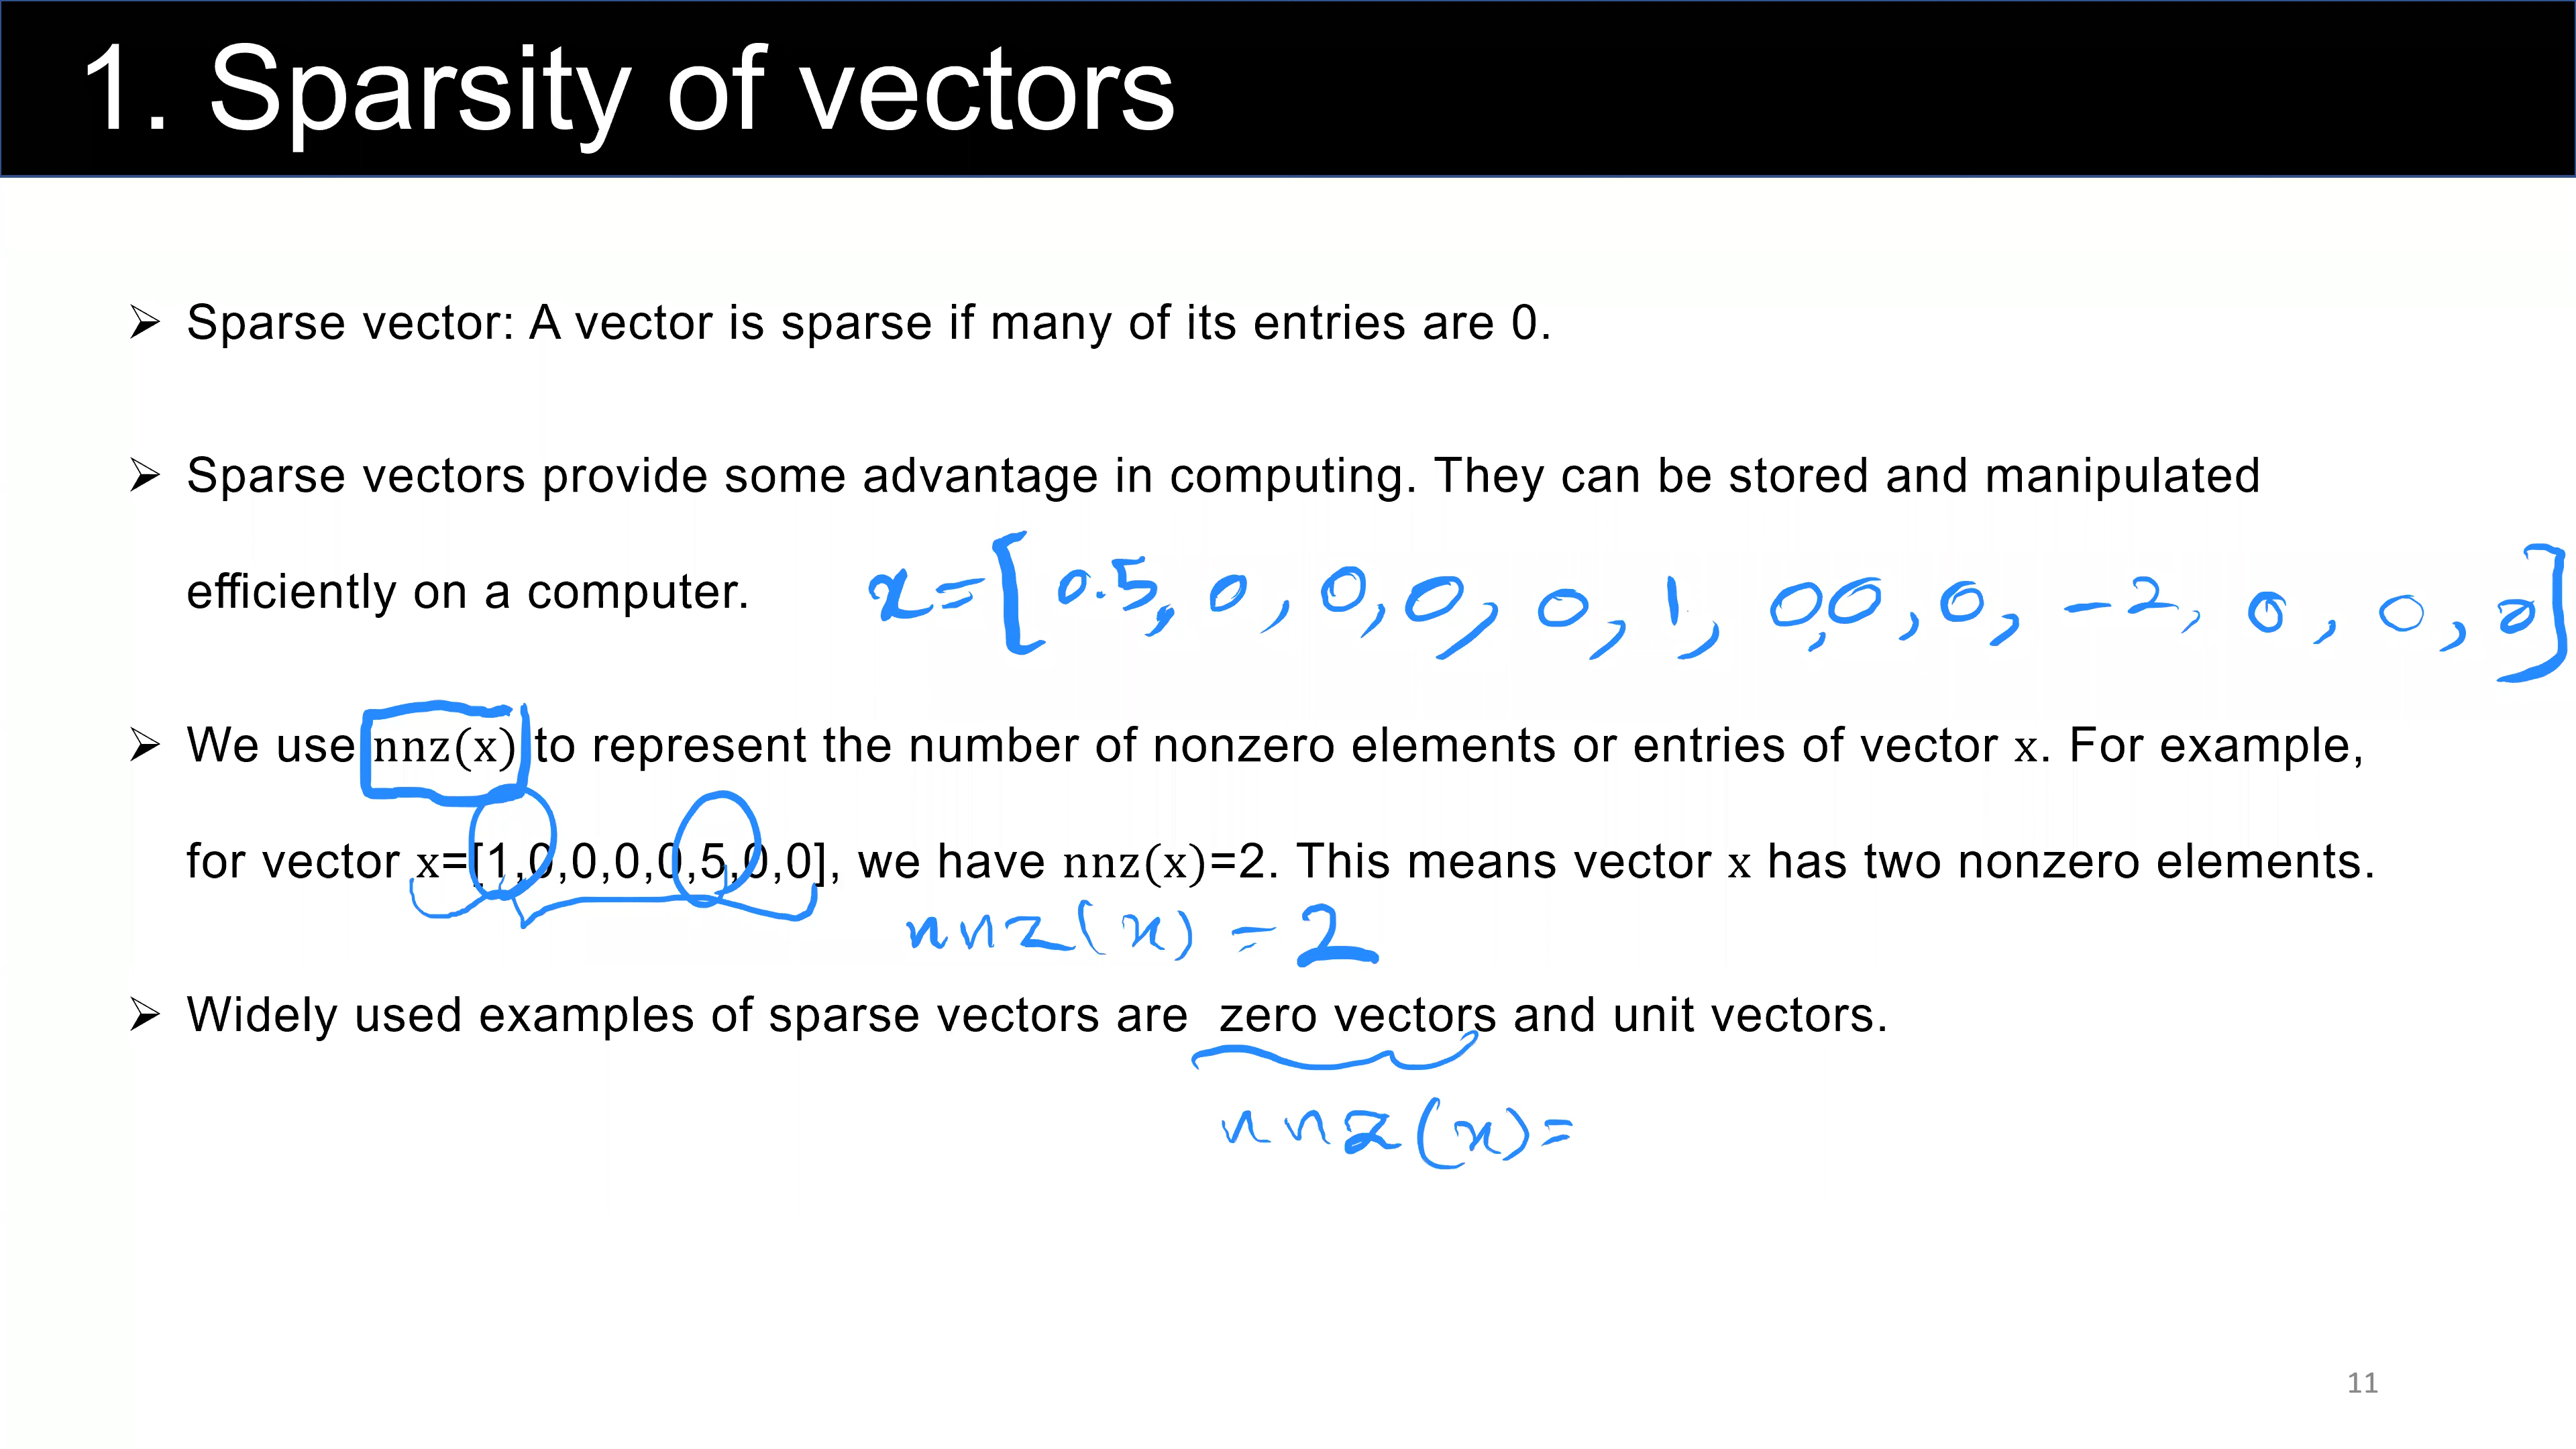 1. Sparsity of vectors
➢ Sparse vector: A vector is sparse if many of its entries are 0.
➢ Sparse vectors provide some advantage in computing. They can be stored and manipulated
efficiently on a computer.
x=[0.5, 0, 0, 0, 0, 1, 0,0, 0, -2, 0, 0, 0]
➢ We use nnz(x) to represent the number of nonzero elements or entries of vector x. For example,
for vector x=[1,0,0,0,0,5,0,0], we have nnz(x)=2. This means vector x has two nonzero elements.
nnz(x) = 2
➢ Widely used examples of sparse vectors are zero vectors and unit vectors.
nnz(x)=
11